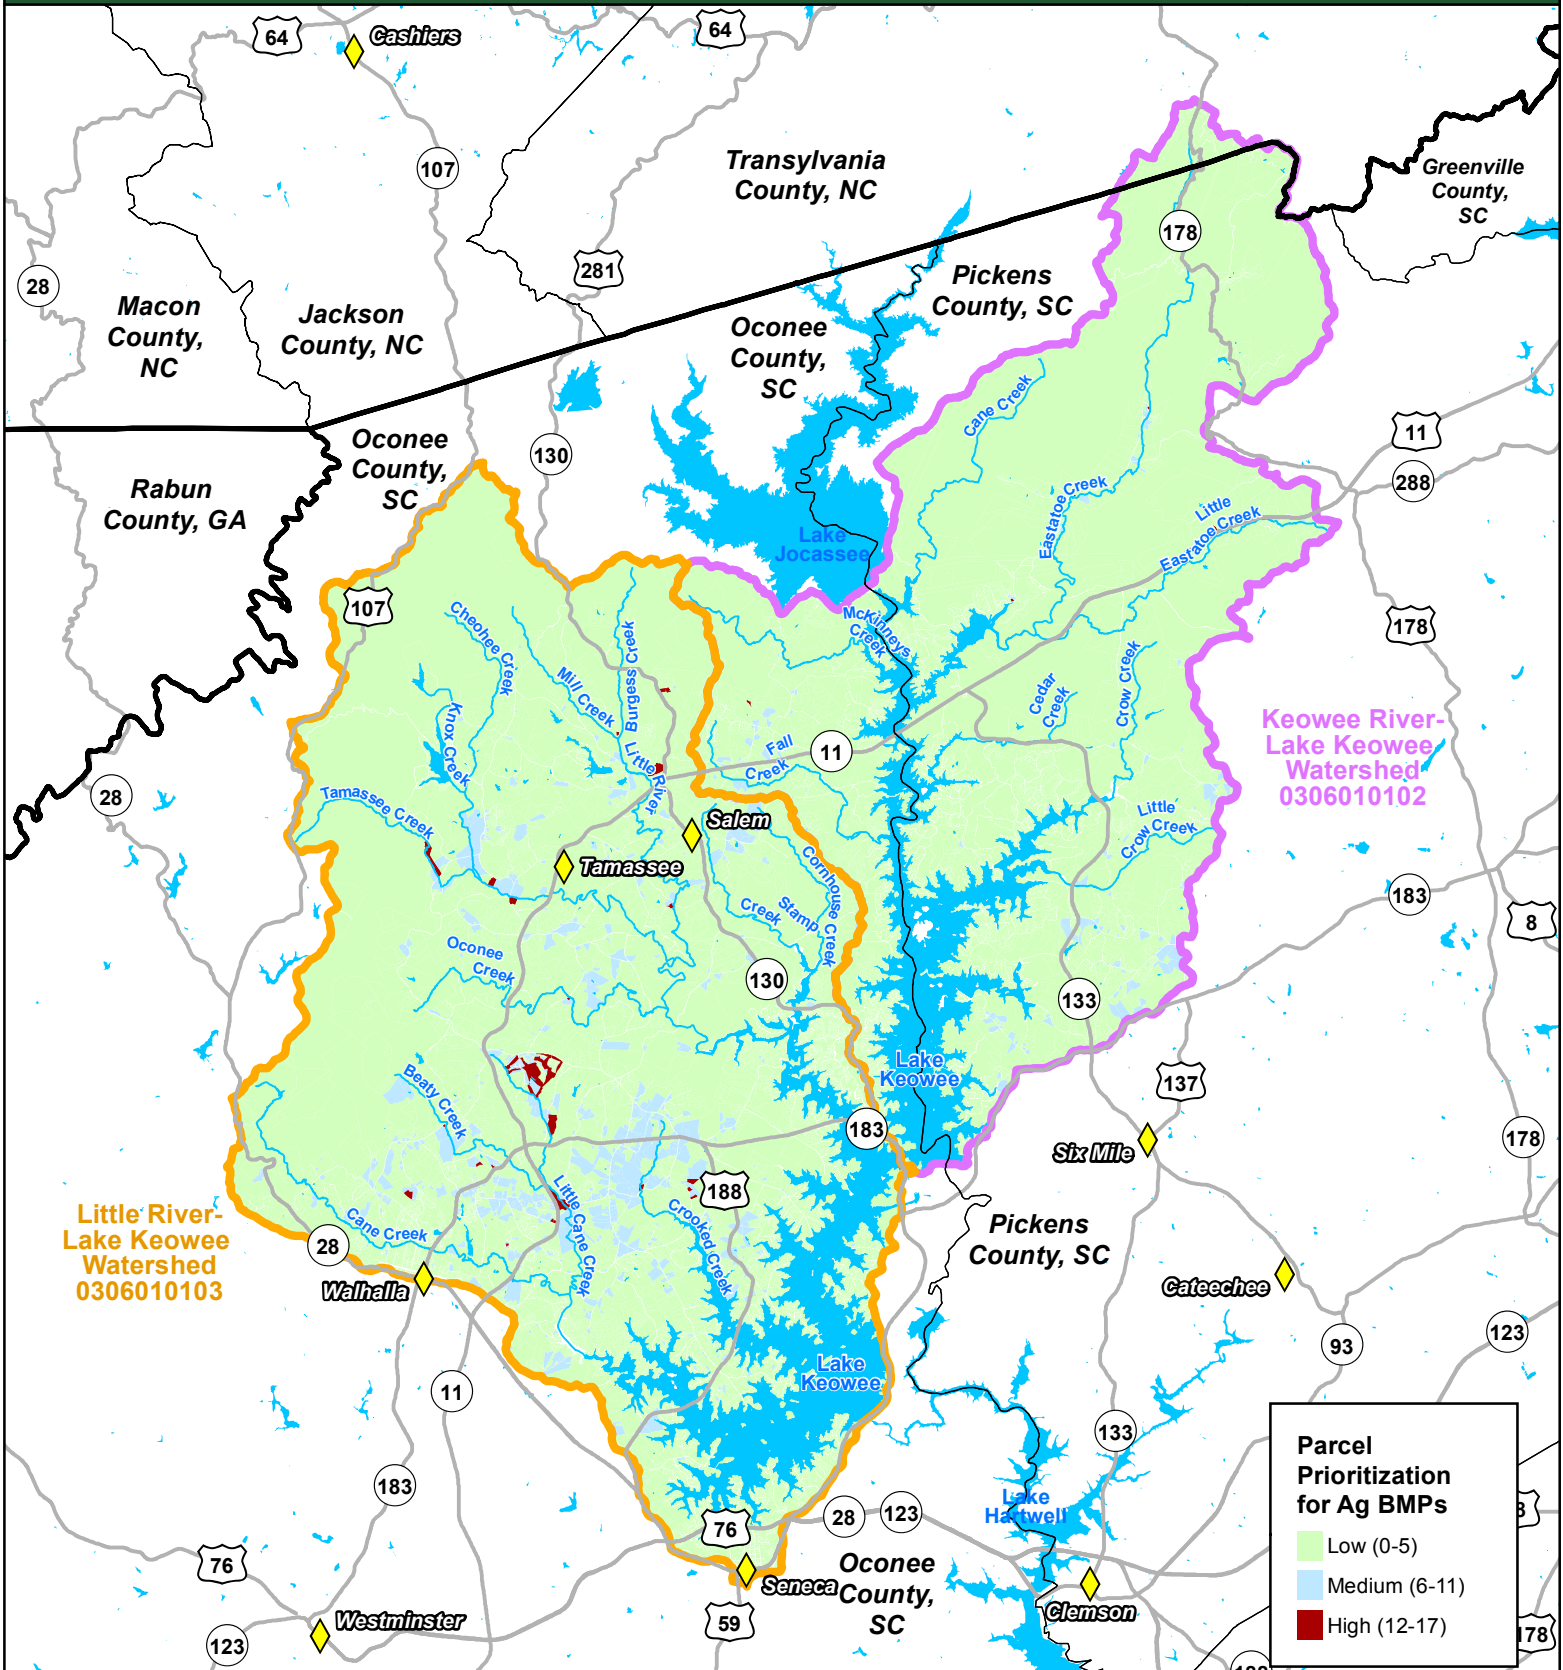 64
Cashiers
64
107
Transylvania
County, NC
Greenville
County,
SC
178
28
281
Macon
County,
NC
Jackson
County, NC
Pickens
County, SC
Oconee
County,
SC
Cane Creek
11
Oconee
County,
SC
130
288
Rabun
County, GA
Eastatoe Creek
Little
Eastatoe Creek
Lake
Jocassee
107
Cheohee Creek
Mill Creek
Burgess Creek
McKinneys
Creek
178
Cedar
Creek
Crow Creek
Knox Creek
Little River
Fall
Creek
11
Keowee River-
Lake Keowee
Watershed
0306010102
28
Tamassee Creek
Salem
Tamassee
Little
Crow Creek
Cornhouse Creek
Stamp
Creek
183
8
Oconee
Creek
130
133
Lake
Keowee
Beaty Creek
137
183
178
Six Mile
188
Little River-
Lake Keowee
Watershed
0306010103
Cane Creek
Little Cane Creek
Crooked Creek
28
Walhalla
Pickens
County, SC
Cateechee
93
123
Lake
Keowee
11
133
183
Lake
Hartwell
28
123
76
76
Seneca
Oconee
County,
SC
Clemson
59
Westminster
123
Parcel
Prioritization
for Ag BMPs
Low (0-5)
Medium (6-11)
High (12-17)
178